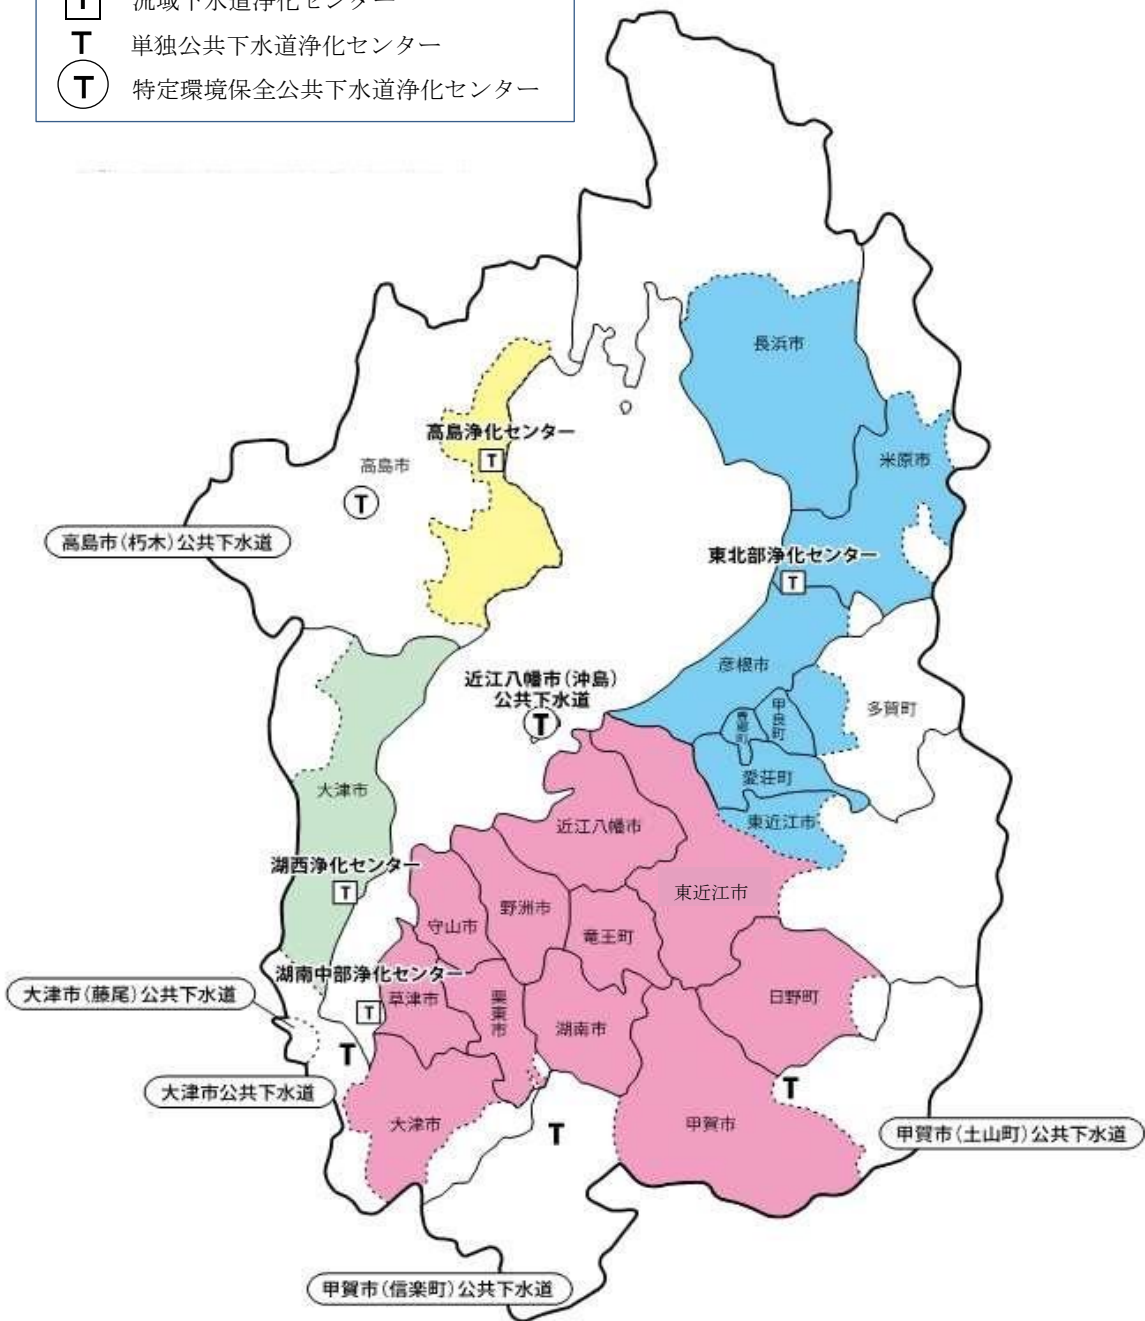 T 流域下水道浄化センター
T 単独公共下水道浄化センター
T 特定環境保全公共下水道浄化センター
長浜市
高島浄化センター
T
米原市
高島市
T
高島市(朽木)公共下水道
東北部浄化センター
T
彦根市
近江八幡市(沖島)
公共下水道
T
多賀町
甲良町
豊郷町
愛荘町
大津市
東近江市
近江八幡市
湖西浄化センター
T
東近江市
野洲市
守山市
竜王町
湖南中部浄化センター
大津市(藤尾)公共下水道
草津市
T
栗東市
日野町
湖南市
T
大津市公共下水道
T
大津市
T
甲賀市
甲賀市(土山町)公共下水道
甲賀市(信楽町)公共下水道